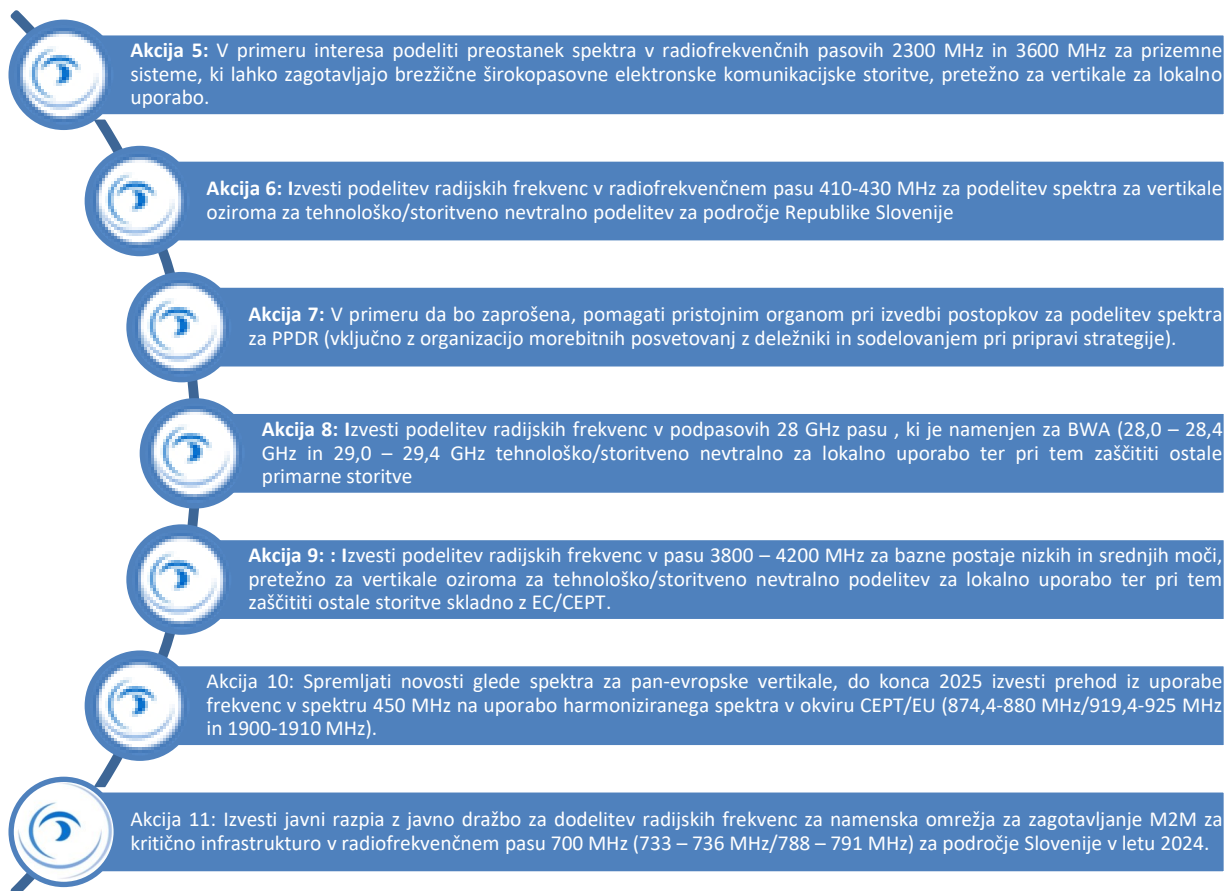 Akcija 5: V primeru interesa podeliti preostanek spektra v radiofrekvenčnih pasovih 2300 MHz in 3600 MHz za prizemne
sisteme, ki lahko zagotavljajo brezžične širokopasovne elektronske komunikacijske storitve, pretežno za vertikale za lokalno
uporabo.
Akcija 6: Izvesti podelitev radijskih frekvenc v radiofrekvenčnem pasu 410-430 MHz za podelitev spektra za vertikale
oziroma za tehnološko/storitveno nevtralno podelitev za področje Republike Slovenije
Akcija 7: V primeru da bo zaprošena, pomagati pristojnim organom pri izvedbi postopkov za podelitev spektra
za PPDR (vključno z organizacijo morebitnih posvetovanj z deležniki in sodelovanjem pri pripravi strategije).
Akcija 8: Izvesti podelitev radijskih frekvenc v podpasovih 28 GHz pasu , ki je namenjen za BWA (28,0 – 28,4
GHz in 29,0 – 29,4 GHz tehnološko/storitveno nevtralno za lokalno uporabo ter pri tem zaščititi ostale
primarne storitve
Akcija 9: : Izvesti podelitev radijskih frekvenc v pasu 3800 – 4200 MHz za bazne postaje nizkih in srednjih moči,
pretežno za vertikale oziroma za tehnološko/storitveno nevtralno podelitev za lokalno uporabo ter pri tem
zaščititi ostale storitve skladno z EC/CEPT.
Akcija 10: Spremljati novosti glede spektra za pan-evropske vertikale, do konca 2025 izvesti prehod iz uporabe
frekvenc v spektru 450 MHz na uporabo harmoniziranega spektra v okviru CEPT/EU (874,4-880 MHz/919,4-925 MHz
in 1900-1910 MHz).
Akcija 11: Izvesti javni razpia z javno dražbo za dodelitev radijskih frekvenc za namenska omrežja za zagotavljanje M2M za
kritično infrastrukturo v radiofrekvenčnem pasu 700 MHz (733 – 736 MHz/788 – 791 MHz) za področje Slovenije v letu 2024.